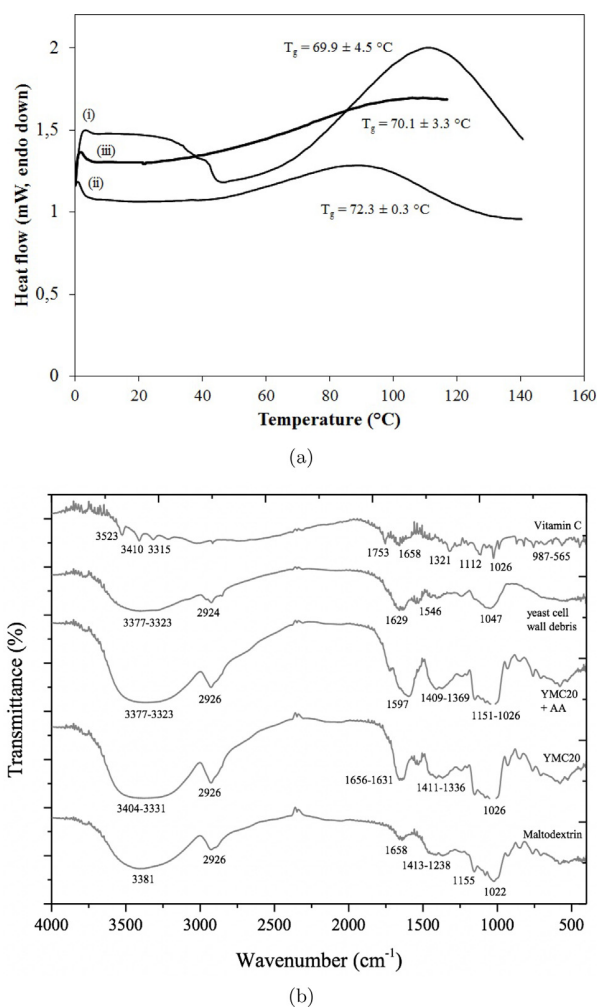 2
T_g = 69.9 ± 4.5 °C
(i)
1,5
(iii)
T_g = 70.1 ± 3.3 °C
(ii)
1
T_g = 72.3 ± 0.3 °C
Heat flow (mW, endo down)
0,5
0
0 20 40 60 80 100 120 140 160
Temperature (°C)
(a)
Vitamin C
3523
3410 3315
1753 1658
1321 1112 1026
987-565
3377-3323
2924
1629
1546
1047
yeast cell
wall debris
3377-3323
2926
1597
1409-1369
1151-1026
YMC20
+ AA
3404-3331
2926
1656-1631
1411-1336
1026
YMC20
Maltodextrin
3381
2926
1658
1413-1238
1155
1022
Transmittance (%)
4000 3500 3000 2500 2000 1500 1000 500
Wavenumber (cm⁻¹)
(b)